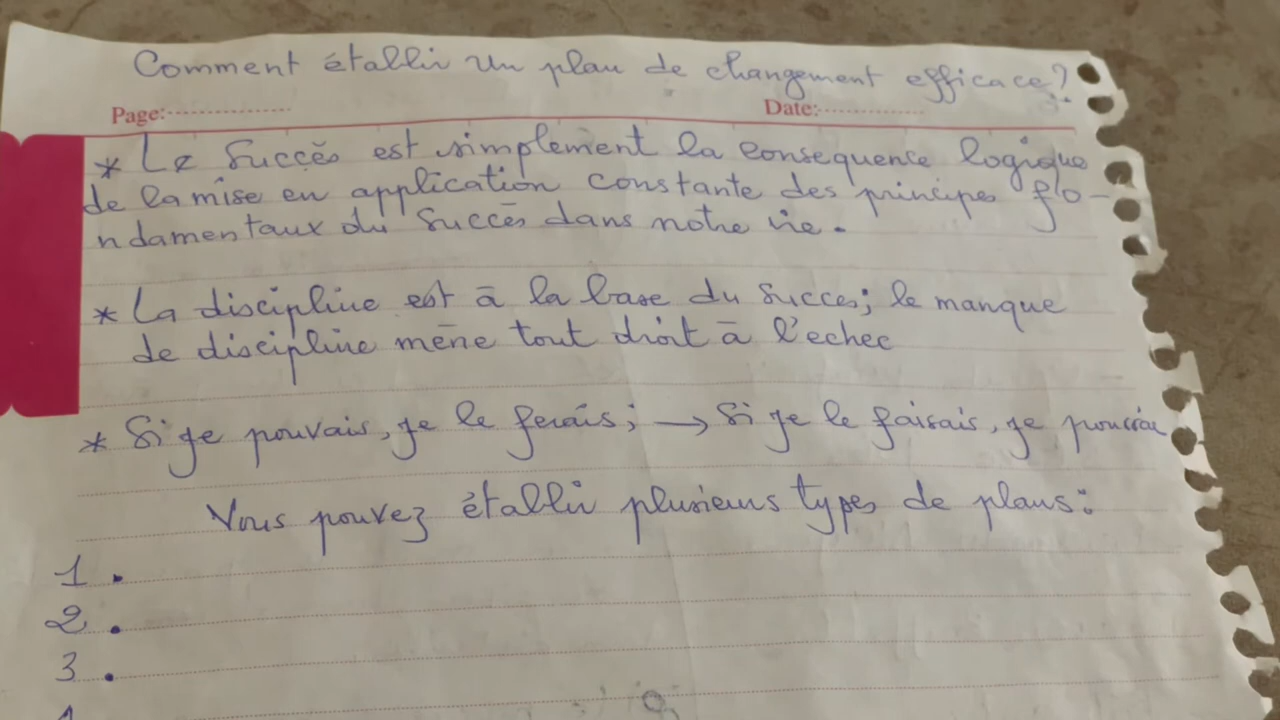 Comment établir un plan de changement efficace?
Page:
Date:
* Le Succès est simplement la consequence logique
de la mise en application constante des principes fo-
ndamentaux du Succès dans notre vie.
* La discipline est à la base du Succes; le manque
de discipline mène tout droit à l'echec
* Si je pouvais, je le ferais; → Si je le faisais, je
Vous pouvez établir plusieurs types de plans:
1.
2.
3.